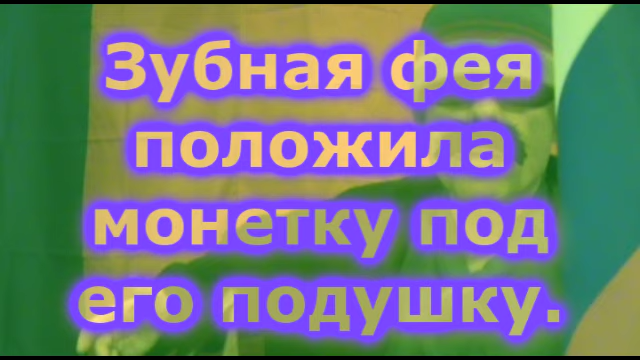 Зубная фея
положила
монетку под
его подушку.